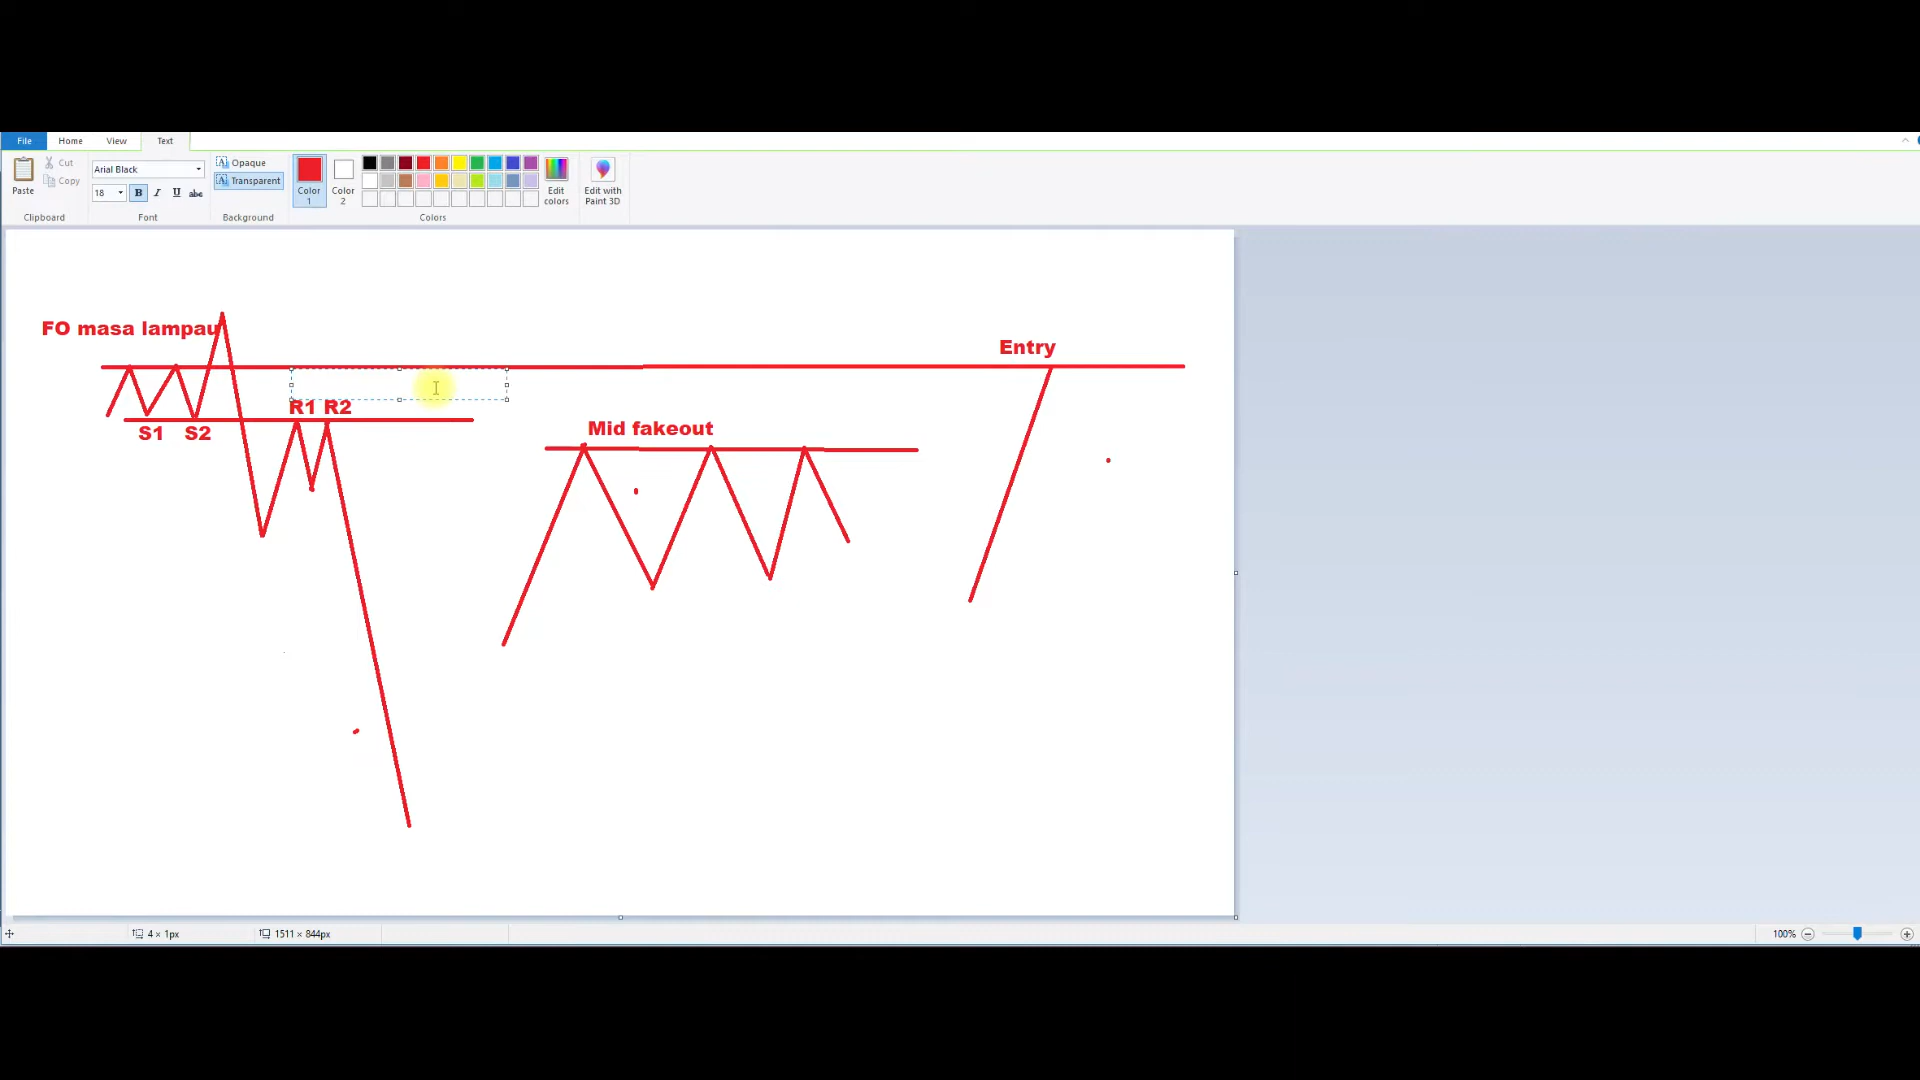 File Home View Text
Paste
Cut
Copy
Clipboard
Arial Black
18 B I U abc
Font
Opaque
Transparent
Background
Color 1
Color 2
Edit colors
Colors
Edit with Paint 3D
FO masa lampau
Entry
R1 R2
S1 S2
Mid fakeout
4 × 1px
1511 × 844px
100%